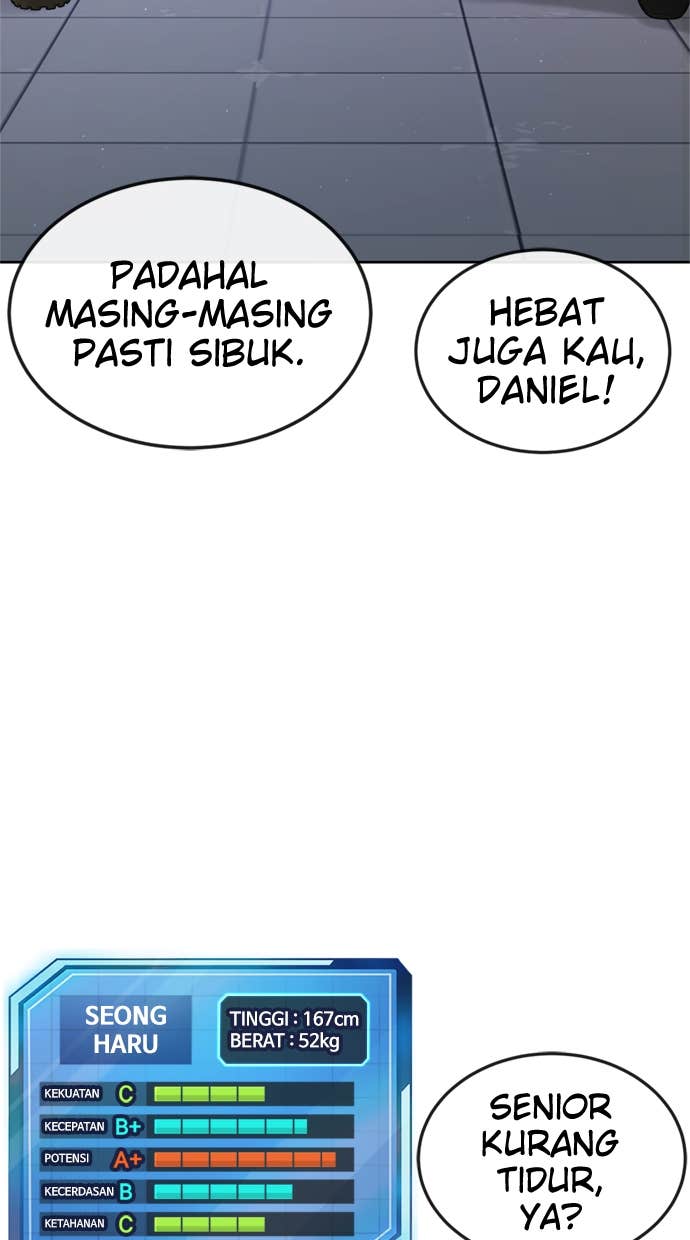 PADAHAL
MASING-MASING
PASTI SIBUK.
HEBAT
JUGA KAU,
DANIEL!
SEONG
HARU
TINGGI : 167cm
BERAT : 52kg
KEKUATAN C
KECEPATAN B+
POTENSI A+
KECERDASAN B
KETAHANAN C
SENIOR
KURANG
TIDUR,
YA?